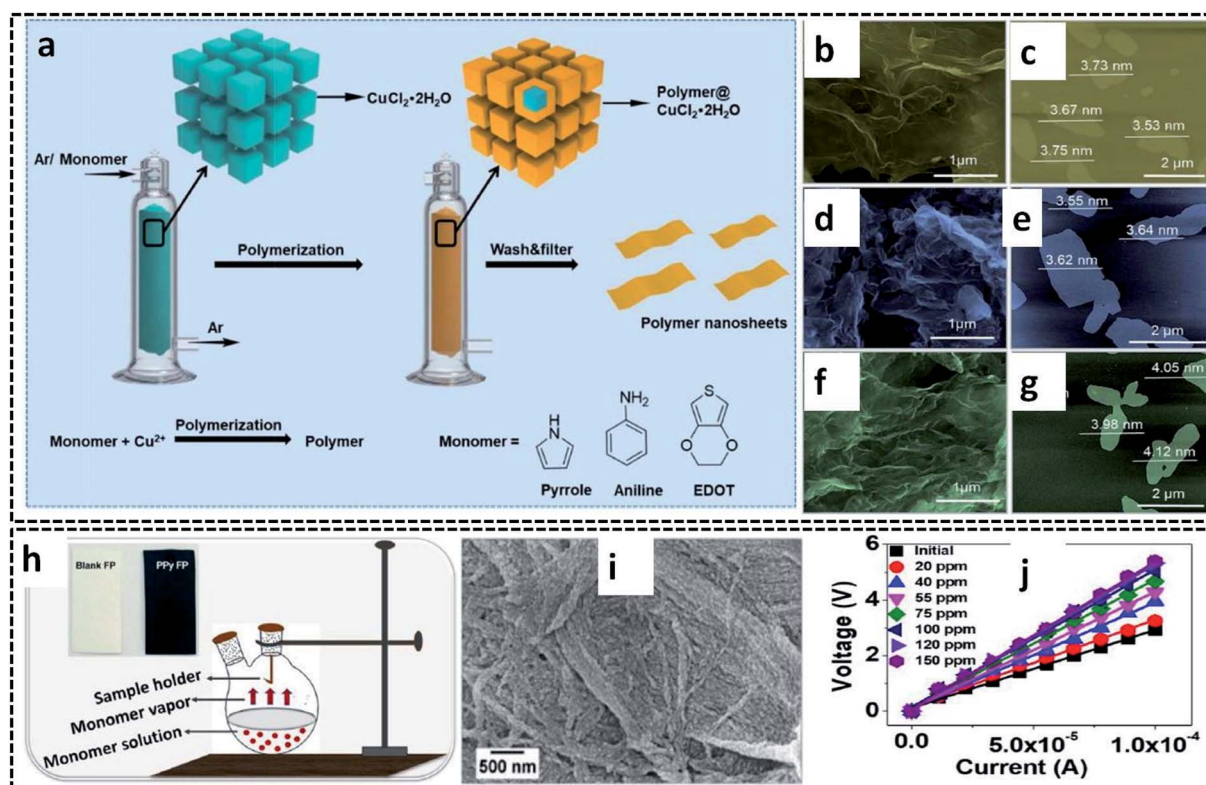 a
CuCl₂•2H₂O
Polymer@
CuCl₂•2H₂O
Ar/ Monomer
Polymerization
Wash&filter
Ar
Polymer nanosheets
Monomer + Cu²⁺
Polymerization
Polymer
Monomer =
H
N
NH₂
S
O
O
Pyrrole
Aniline
EDOT
b
1μm
c
3.73 nm
3.67 nm
3.53 nm
3.75 nm
2 μm
d
1μm
e
3.55 nm
3.64 nm
3.62 nm
2 μm
f
1μm
g
4.05 nm
3.98 nm
4.12 nm
2 μm
h
Blank FP
PPy FP
Sample holder
Monomer vapor
Monomer solution
i
500 nm
j
Voltage (V)
6
4
2
0
Initial
20 ppm
40 ppm
55 ppm
75 ppm
100 ppm
120 ppm
150 ppm
0.0
5.0x10⁻⁵
1.0x10⁻⁴
Current (A)